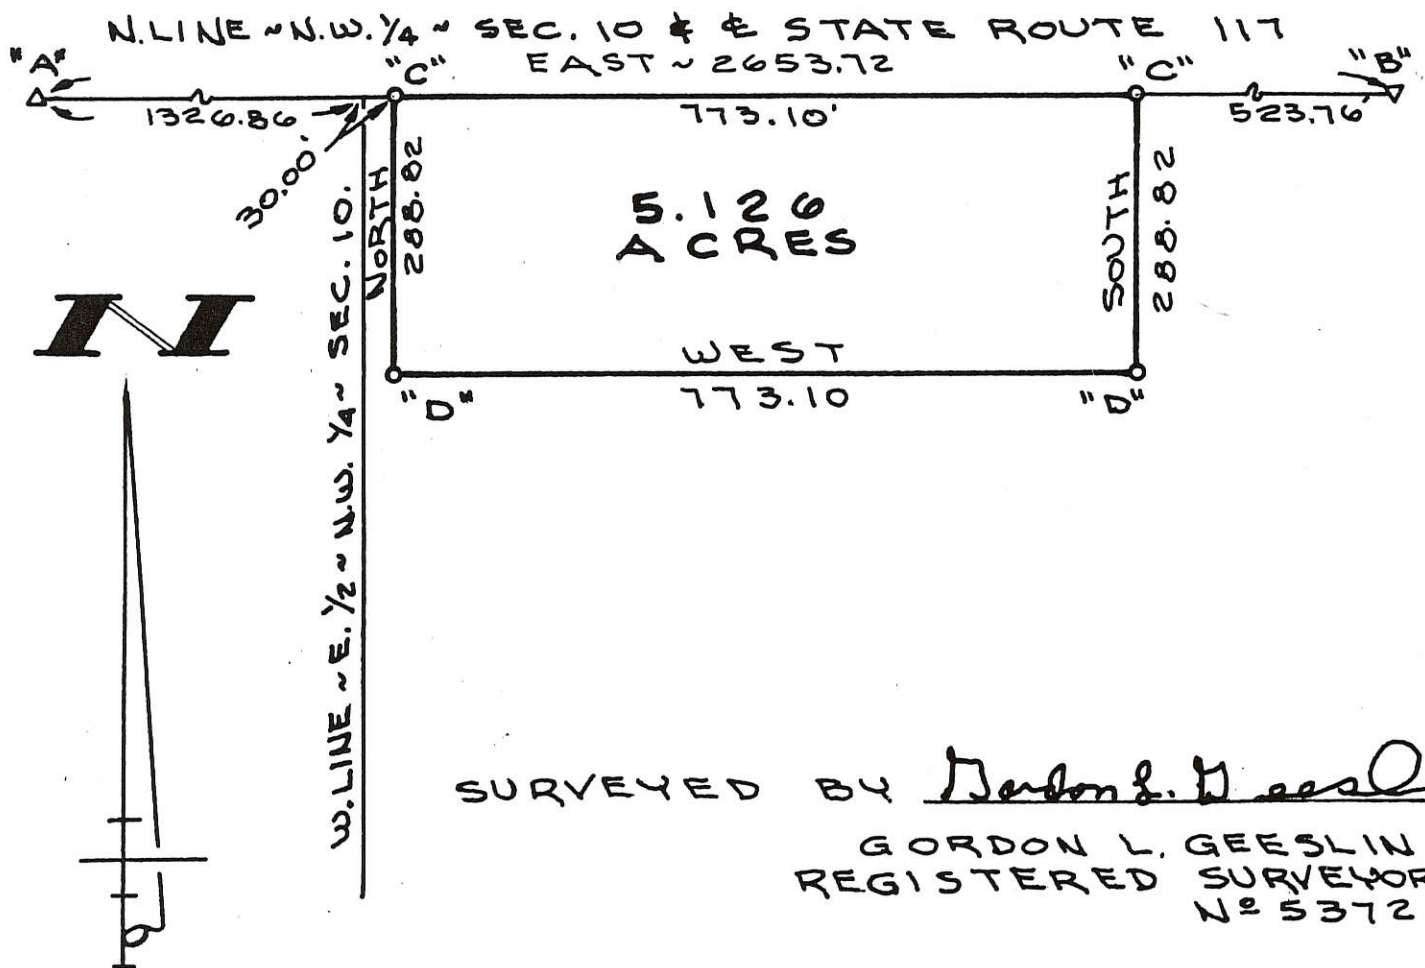 N. LINE ~ N.W. 1/4 ~ SEC. 10 & ℄ STATE ROUTE 117
"A"
"C"
EAST ~ 2653.72
"C"
"B"
1326.86
773.10'
523.76'
30.00'
NORTH
288.82
5.126
ACRES
SOUTH
288.82
W. LINE ~ E. 1/2 ~ N.W. 1/4 ~ SEC. 10.
N
WEST
"D"
773.10
"D"
SURVEYED BY Gordon L. Geesl
GORDON L. GEESLIN
REGISTERED SURVEYOR
Nº 5372